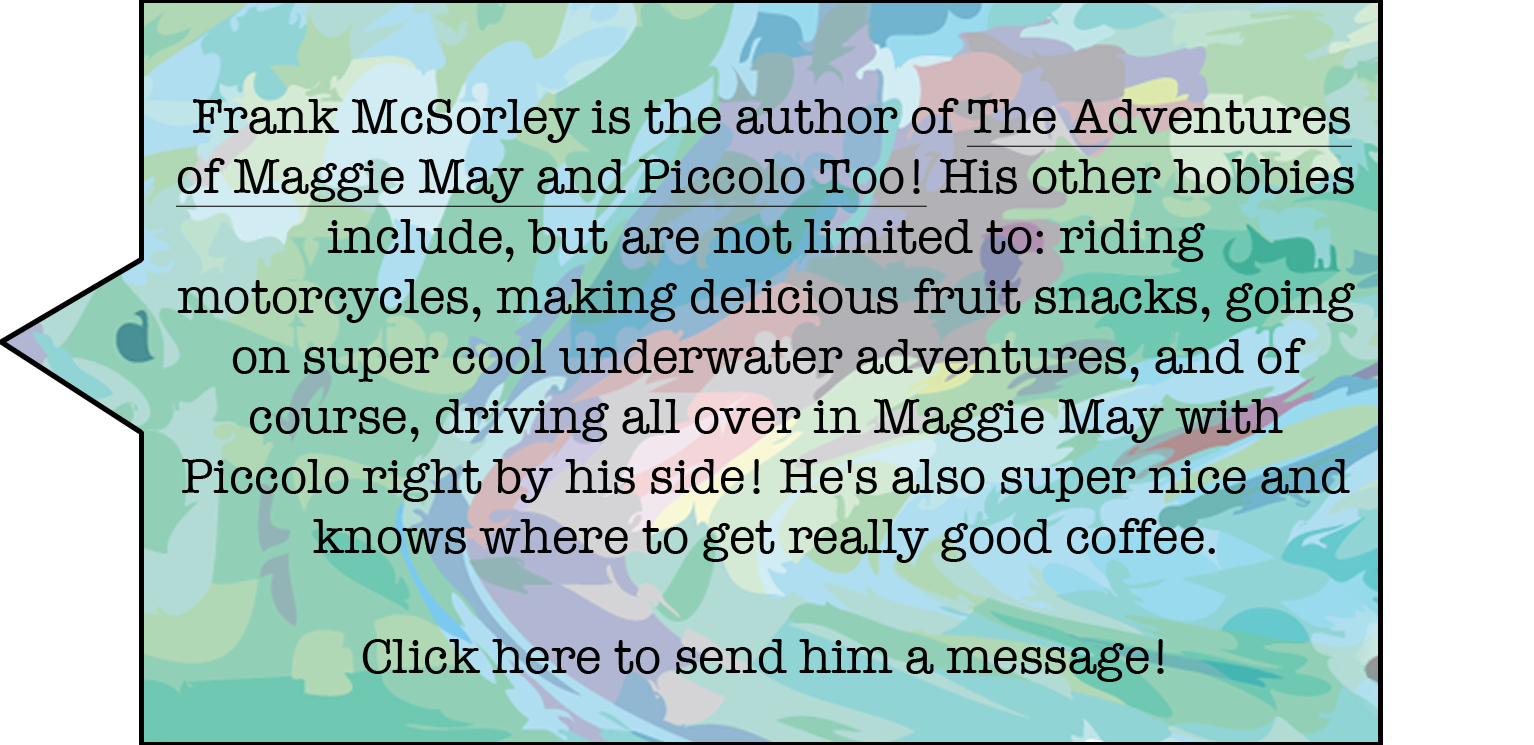 Frank McSorley is the author of The Adventures
of Maggie May and Piccolo Too! His other hobbies
include, but are not limited to: riding
motorcycles, making delicious fruit snacks, going
on super cool underwater adventures, and of
course, driving all over in Maggie May with
Piccolo right by his side! He's also super nice and
knows where to get really good coffee.
Click here to send him a message!